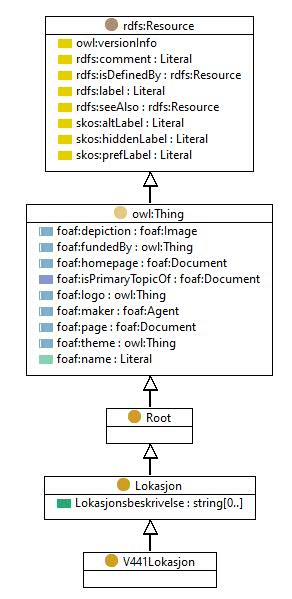 rdfs:Resource
owl:versionInfo
rdfs:comment : Literal
rdfs:isDefinedBy : rdfs:Resource
rdfs:label : Literal
rdfs:seeAlso : rdfs:Resource
skos:altLabel : Literal
skos:hiddenLabel : Literal
skos:prefLabel : Literal
owl:Thing
foaf:depiction : foaf:Image
foaf:fundedBy : owl:Thing
foaf:homepage : foaf:Document
foaf:isPrimaryTopicOf : foaf:Document
foaf:logo : owl:Thing
foaf:maker : foaf:Agent
foaf:page : foaf:Document
foaf:theme : owl:Thing
foaf:name : Literal
Root
Lokasjon
Lokasjonsbeskrivelse : string[0..]
V441Lokasjon